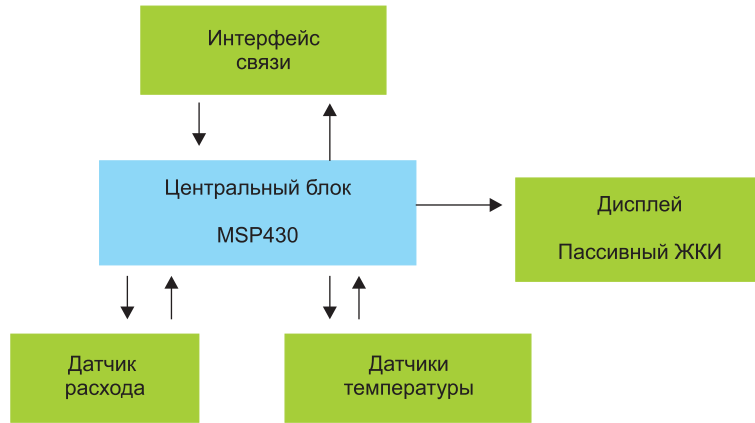 Интерфейс
связи
Центральный блок
MSP430
Дисплей
Пассивный ЖКИ
Датчик
расхода
Датчики
температуры